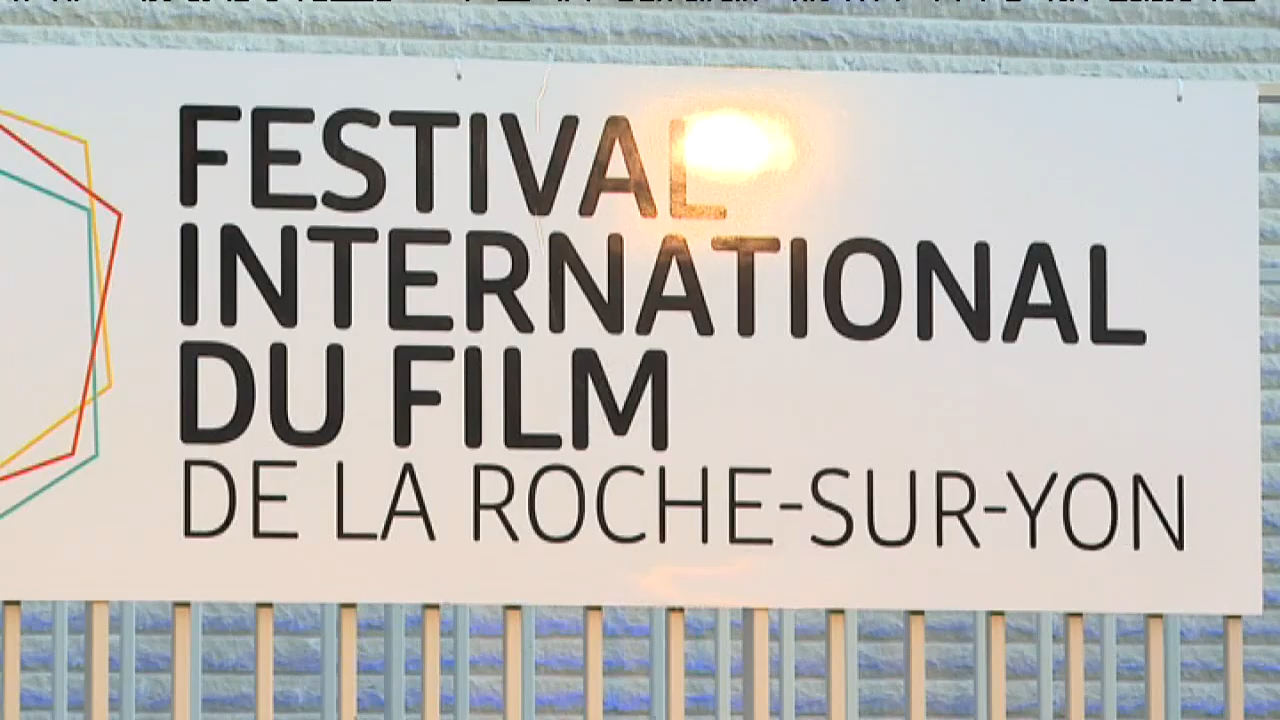 FESTIVAL
INTERNATIONAL
DU FILM
DE LA ROCHE-SUR-YON